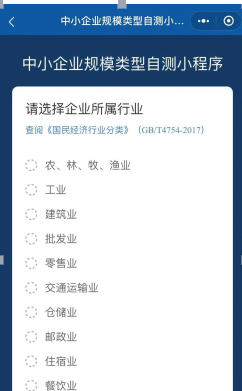 中小企业规模类型自测小...
中小企业规模类型自测小程序
请选择企业所属行业
查阅《国民经济行业分类》（GB/T4754-2017）
农、林、牧、渔业
工业
建筑业
批发业
零售业
交通运输业
仓储业
邮政业
住宿业
餐饮业